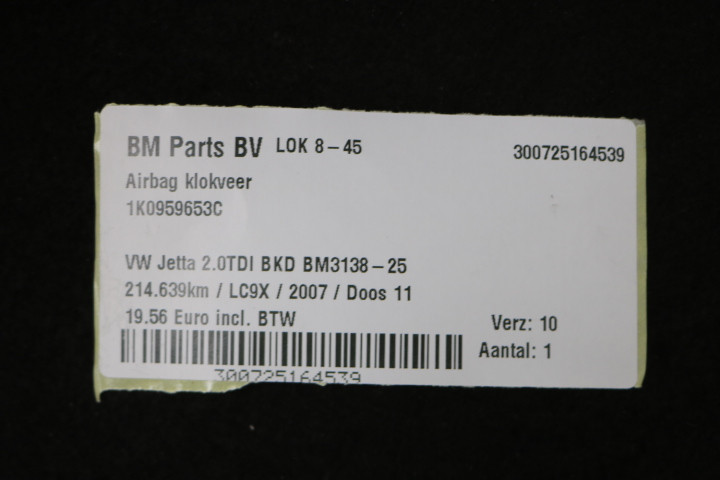 BM Parts BV LOK 8-45 300725164539
Airbag klokveer
1K0959653C
VW Jetta 2.0TDI BKD BM3138-25
214.639km / LC9X / 2007 / Doos 11
19.56 Euro incl. BTW Verz: 10
Aantal: 1
300725164539